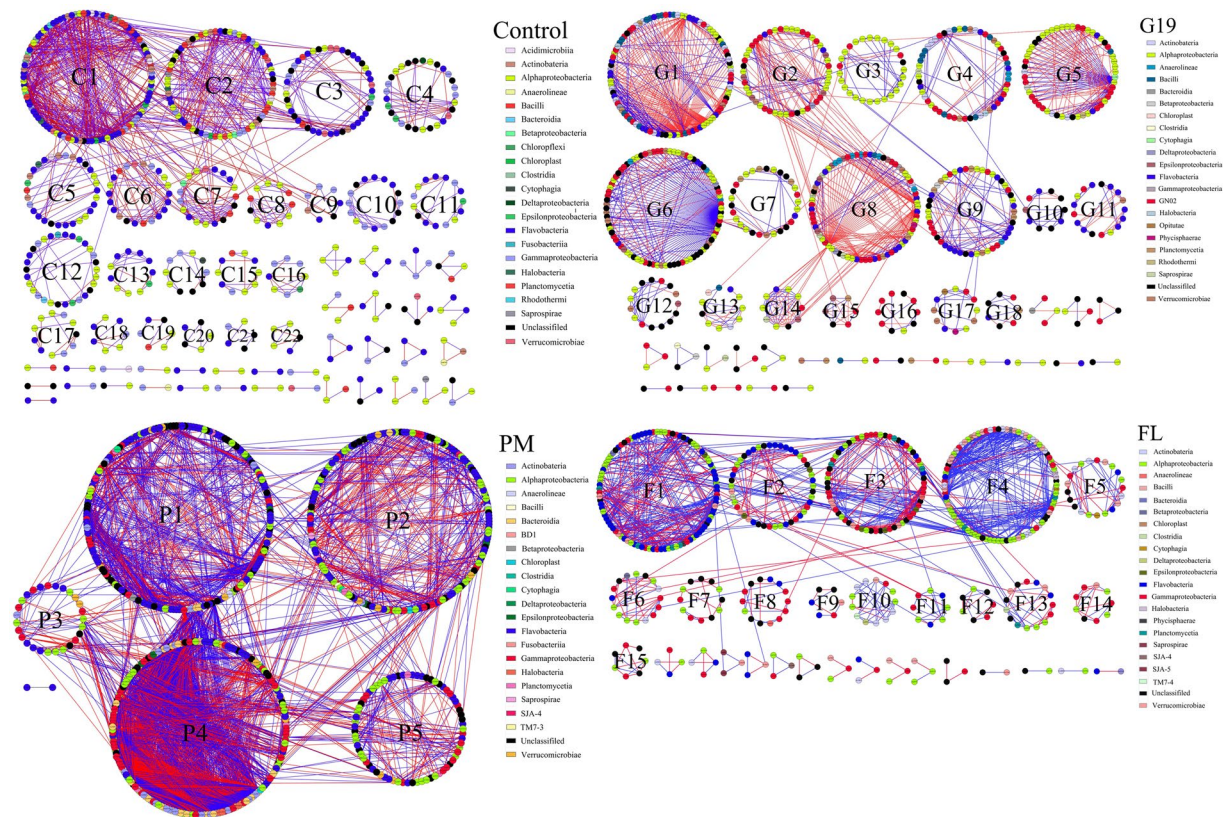 Control
C1
C2
C3
C4
C5
C6
C7
C8
C9
C10
C11
C12
C13
C14
C15
C16
C17
C18
C19
C20
C21
C22
Acidimicrobiia
Actinobateria
Alphaproteobacteria
Anaerolineae
Bacilli
Bacteroidia
Betaproteobacteria
Chloropflexi
Chloroplast
Clostridia
Cytophagia
Deltaproteobacteria
Epsilonproteobacteria
Flavobacteria
Fusobacteriia
Gammaproteobacteria
Halobacteria
Planctomycetia
Rhodothermi
Saprospirae
Unclassifiled
Verrucomicrobiae
G19
G1
G2
G3
G4
G5
G6
G7
G8
G9
G10
G11
G12
G13
G14
G15
G16
G17
G18
Actinobateria
Alphaproteobacteria
Anaerolineae
Bacilli
Bacteroidia
Betaproteobacteria
Chloroplast
Clostridia
Cytophagia
Deltaproteobacteria
Epsilonproteobacteria
Flavobacteria
Gammaproteobacteria
GN02
Halobacteria
Opitutae
Phycisphaerae
Planctomycetia
Rhodothermi
Saprospirae
Unclassifiled
Verrucomicrobiae
PM
P1
P2
P3
P4
P5
Actinobateria
Alphaproteobacteria
Anaerolineae
Bacilli
Bacteroidia
BD1
Betaproteobacteria
Chloroplast
Clostridia
Cytophagia
Deltaproteobacteria
Epsilonproteobacteria
Flavobacteria
Fusobacteriia
Gammaproteobacteria
Halobacteria
Planctomycetia
Saprospirae
SJA-4
TM7-3
Unclassifiled
Verrucomicrobiae
FL
F1
F2
F3
F4
F5
F6
F7
F8
F9
F10
F11
F12
F13
F14
F15
Actinobateria
Alphaproteobacteria
Anaerolineae
Bacilli
Bacteroidia
Betaproteobacteria
Chloroplast
Clostridia
Cytophagia
Deltaproteobacteria
Epsilonproteobacteria
Flavobacteria
Gammaproteobacteria
Halobacteria
Phycisphaerae
Planctomycetia
Saprospirae
SJA-4
SJA-5
TM7-4
Unclassifiled
Verrucomicrobiae